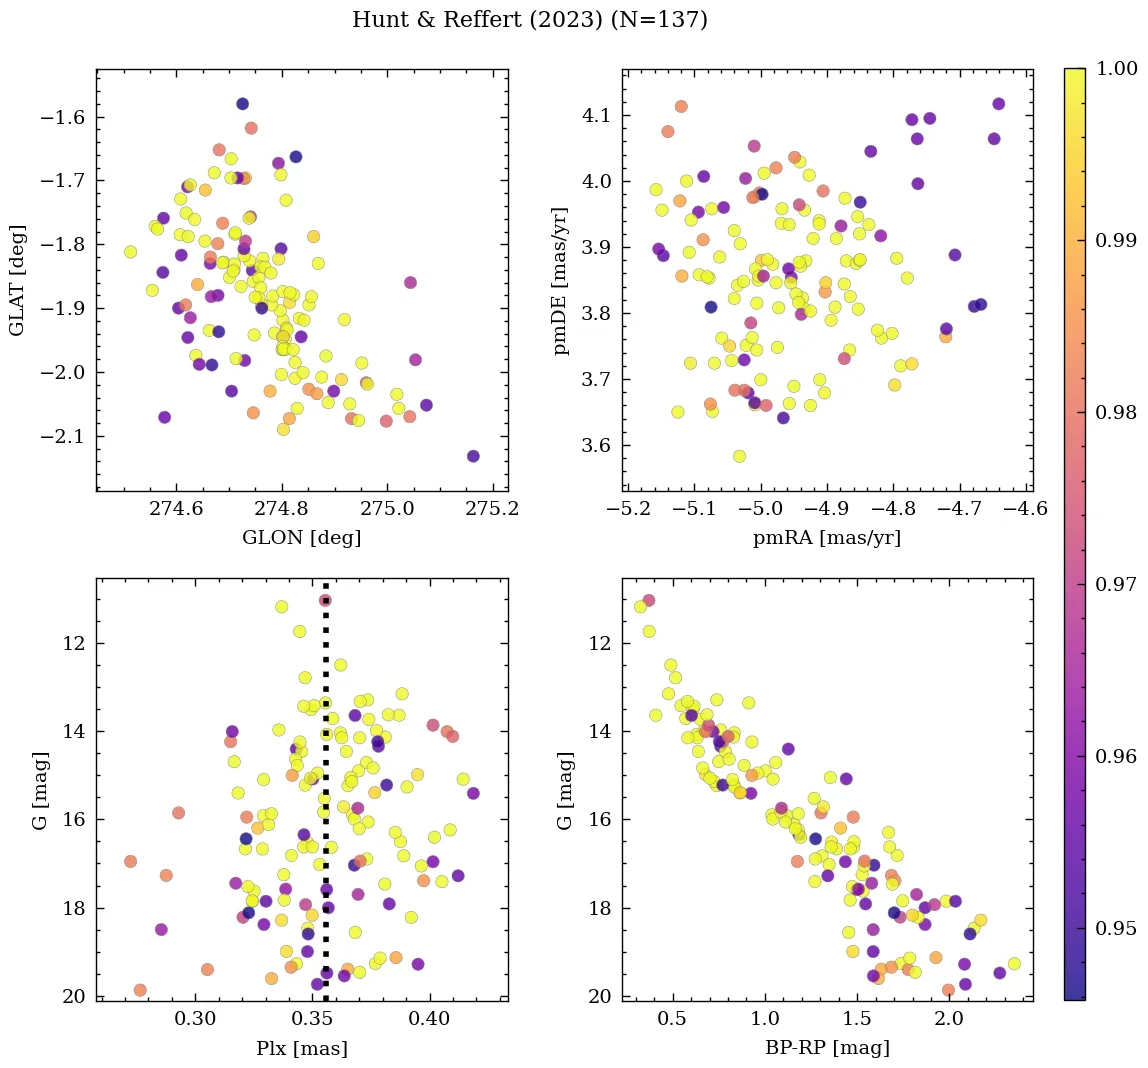 Hunt & Reffert (2023) (N=137)
−1.6
−1.7
−1.8
−1.9
−2.0
−2.1
GLAT [deg]
274.6 274.8 275.0 275.2
GLON [deg]
4.1
4.0
3.9
3.8
3.7
3.6
pmDE [mas/yr]
−5.2 −5.1 −5.0 −4.9 −4.8 −4.7 −4.6
pmRA [mas/yr]
12
14
16
18
20
G [mag]
0.30 0.35 0.40
Plx [mas]
12
14
16
18
20
G [mag]
0.5 1.0 1.5 2.0
BP-RP [mag]
1.00
0.99
0.98
0.97
0.96
0.95